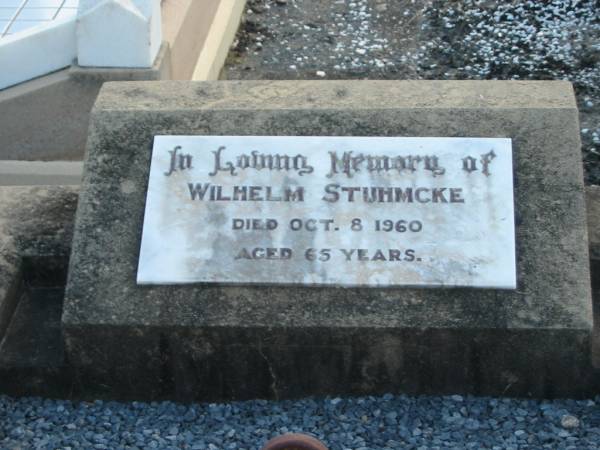 In Loving Memory of
WILHELM STUHMCKE
DIED OCT. 8 1960
AGED 65 YEARS.